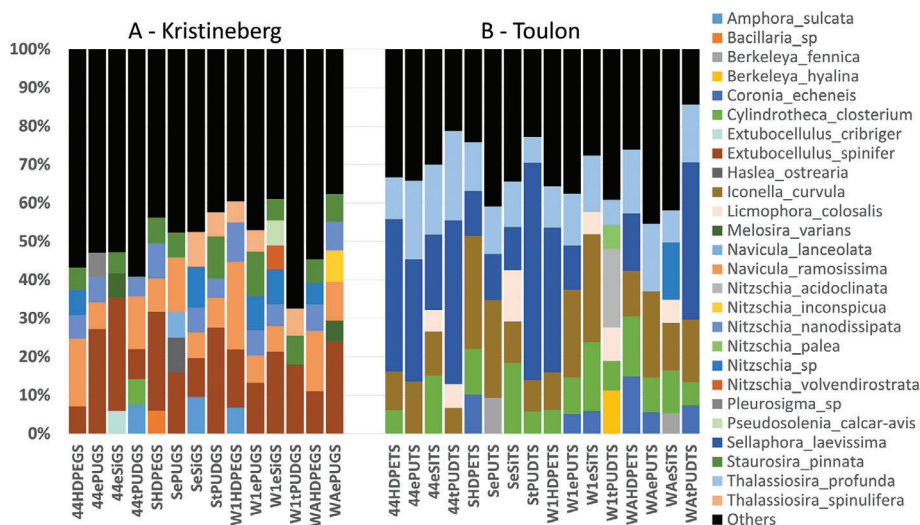 A - Kristineberg
B - Toulon
100%
90%
80%
70%
60%
50%
40%
30%
20%
10%
0%
44HDPEGS
444ePUGS
44eSiGS
44tPUDGS
SHDPEGS
SePUGS
SeSiGS
StPUDGS
W1HDPEGS
W1ePEGS
W1eSiGS
W1tPUDGS
WAHDPEGS
WAePUGS
44HDPETS
44ePUTS
44eSITS
44tPUDTS
SHDPETS
SePUTS
SeSITS
StPUDTS
W1HDPETS
W1ePUTS
W1eSITS
W1tPUDTS
WAHDPETS
WAePUTS
WAeSITS
WAtPUDTS
Amphora_sulcata
Bacillaria_sp
Berkeleya_fennica
Berkeleya_hyalina
Coronia_echeneis
Cylindrotheca_closterium
Extubocellulus_cribriger
Extubocellulus_spinifer
Haslea_ostrearia
Iconella_curvula
Licmophora_colosalis
Melosira_varians
Navicula_lanceolata
Navicula_ramosissima
Nitzschia_acidoclinata
Nitzschia_inconspicua
Nitzschia_nanodissipata
Nitzschia_palea
Nitzschia_sp
Nitzschia_volvendirostrata
Pleurosigma_sp
Pseudosolenia_calcar-avis
Sellaphora_laevissima
Staurosira_pinnata
Thalassiosira_profunda
Thalassiosira_spinulifera
Others